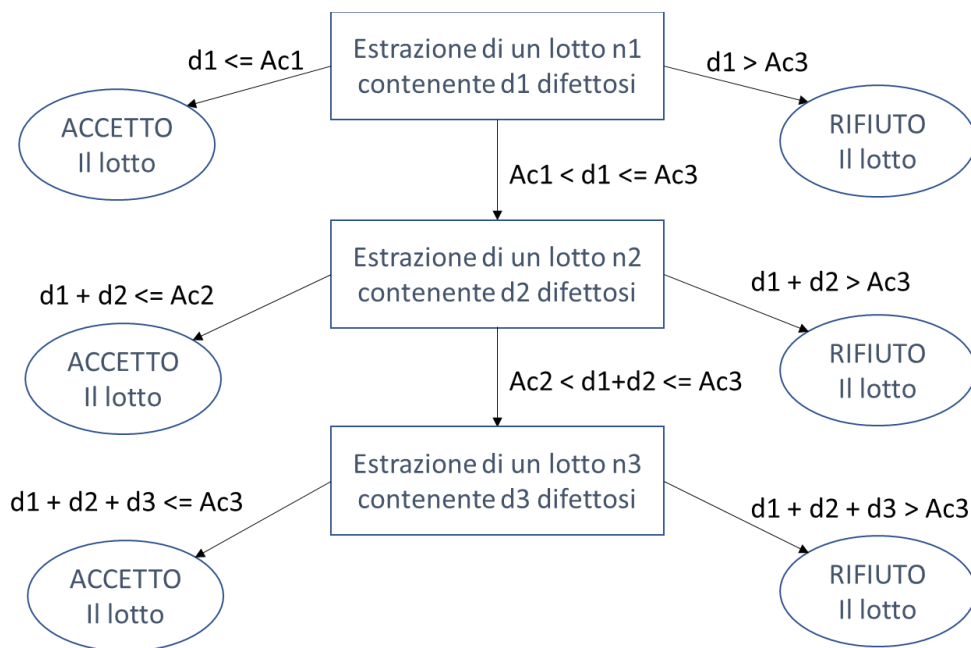 Estrazione di un lotto n1
contenente d1 difettosi
d1 <= Ac1
d1 > Ac3
ACCETTO
Il lotto
RIFIUTO
Il lotto
Ac1 < d1 <= Ac3
Estrazione di un lotto n2
contenente d2 difettosi
d1 + d2 <= Ac2
d1 + d2 > Ac3
ACCETTO
Il lotto
RIFIUTO
Il lotto
Ac2 < d1+d2 <= Ac3
Estrazione di un lotto n3
contenente d3 difettosi
d1 + d2 + d3 <= Ac3
d1 + d2 + d3 > Ac3
ACCETTO
Il lotto
RIFIUTO
Il lotto